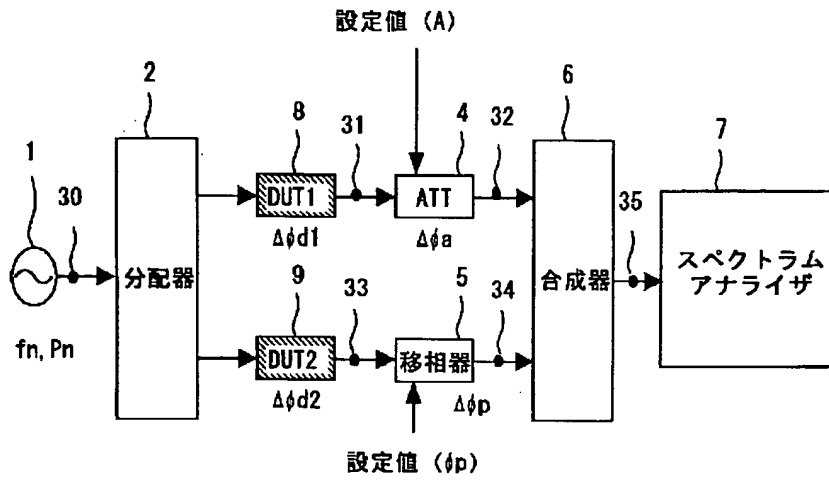 設定値 (A)
2
8
31
4
32
6
7
1
30
DUT1
ATT
35
Δφd1
Δφa
分配器
合成器
スペクトラム
アナライザ
9
33
5
34
fn, Pn
DUT2
移相器
Δφd2
Δφp
設定値 (φp)